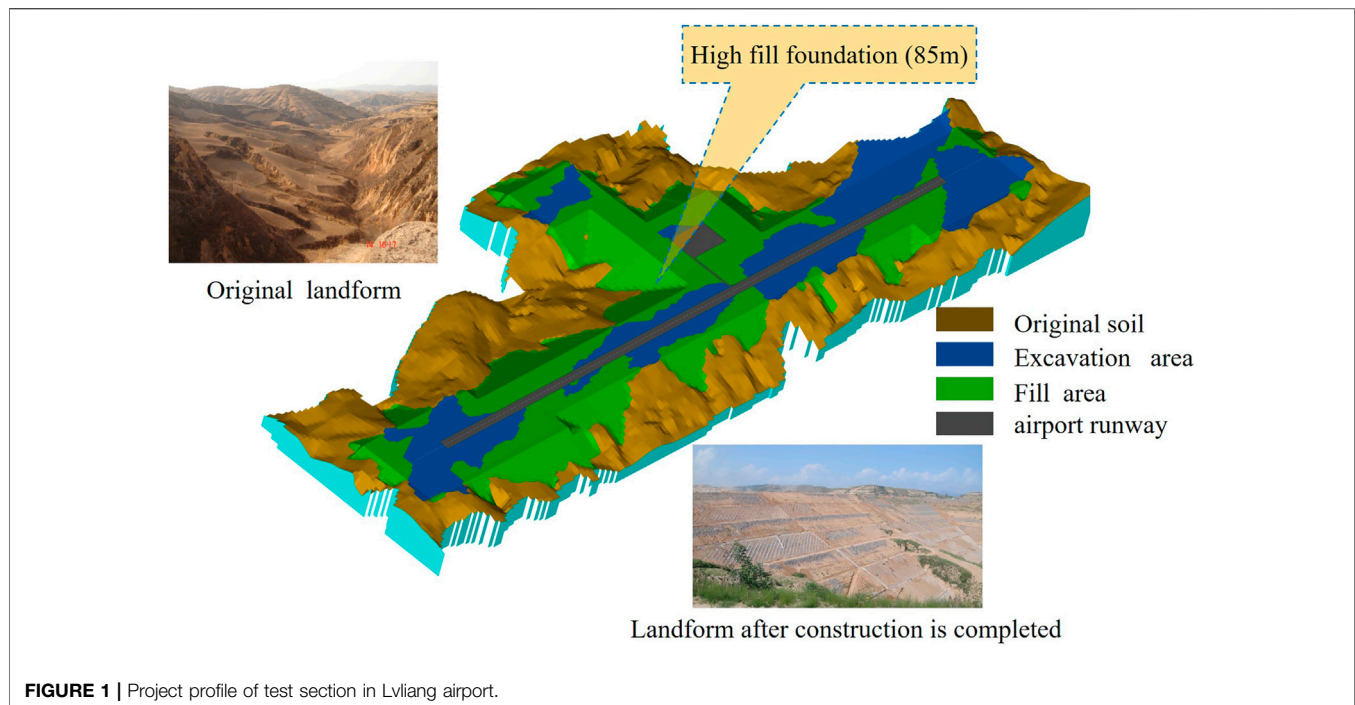 High fill foundation (85m)
Original landform
Original soil
Excavation area
Fill area
airport runway
Landform after construction is completed
FIGURE 1 | Project profile of test section in Lvliang airport.